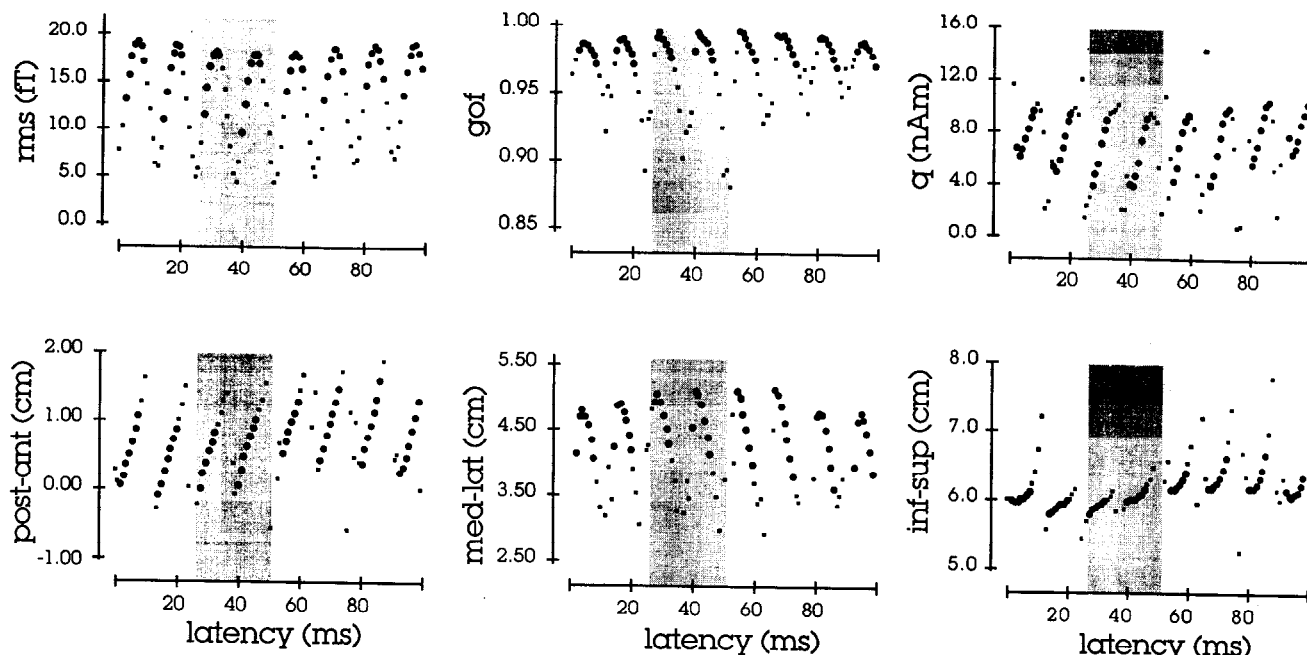 rms (fT)
20.0
15.0
10.0
5.0
0.0
20 40 60 80
gof
1.00
0.95
0.90
0.85
20 40 60 80
q (nAm)
16.0
12.0
8.0
4.0
0.0
20 40 60 80
post-ant (cm)
2.00
1.00
0.00
-1.00
20 40 60 80
latency (ms)
med-lat (cm)
5.50
4.50
3.50
2.50
20 40 60 80
latency (ms)
inf-sup (cm)
8.0
7.0
6.0
5.0
20 40 60 80
latency (ms)